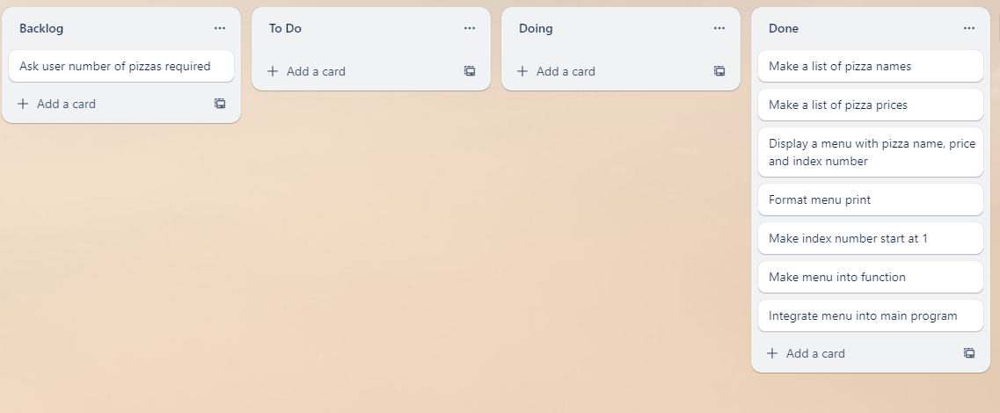 Backlog
Ask user number of pizzas required
Add a card
To Do
Add a card
Doing
Add a card
Done
Make a list of pizza names
Make a list of pizza prices
Display a menu with pizza name, price
and index number
Format menu print
Make index number start at 1
Make menu into function
Integrate menu into main program
Add a card